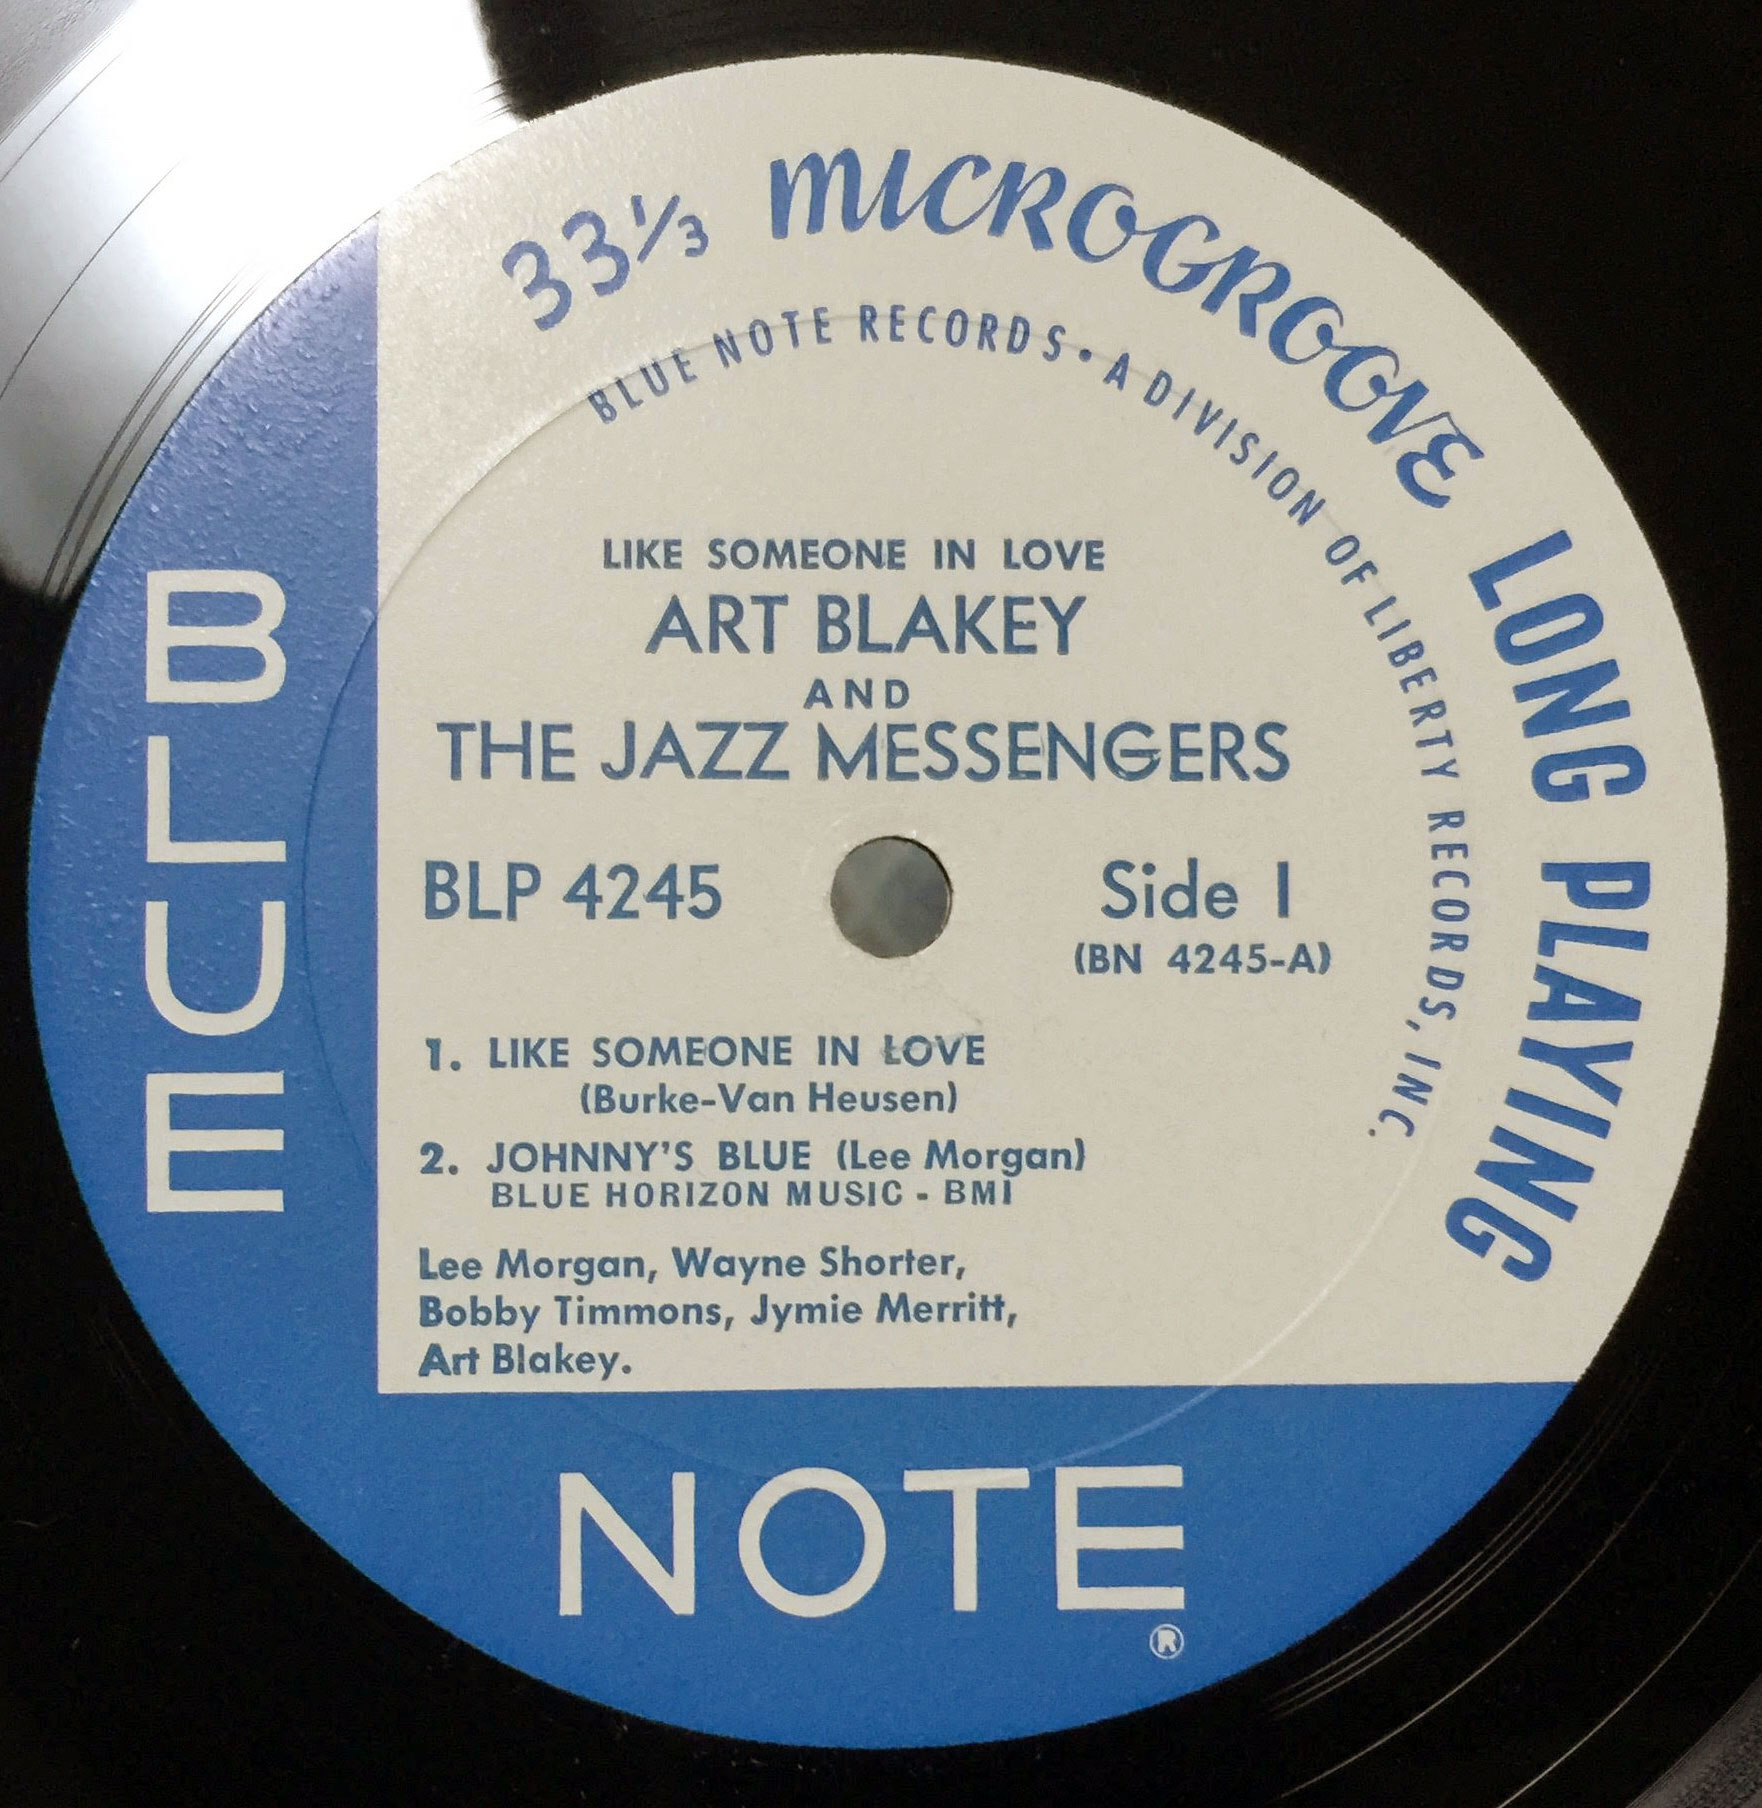 33⅓ MICROGROOVE LONG PLAYING
BLUE NOTE RECORDS • A DIVISION OF LIBERTY RECORDS, INC.
LIKE SOMEONE IN LOVE
ART BLAKEY
AND
THE JAZZ MESSENGERS
BLP 4245
Side 1
(BN 4245-A)
1. LIKE SOMEONE IN LOVE
(Burke-Van Heusen)
2. JOHNNY'S BLUE (Lee Morgan)
BLUE HORIZON MUSIC - BMI
Lee Morgan, Wayne Shorter,
Bobby Timmons, Jymie Merritt,
Art Blakey.
BLUE
NOTE
®